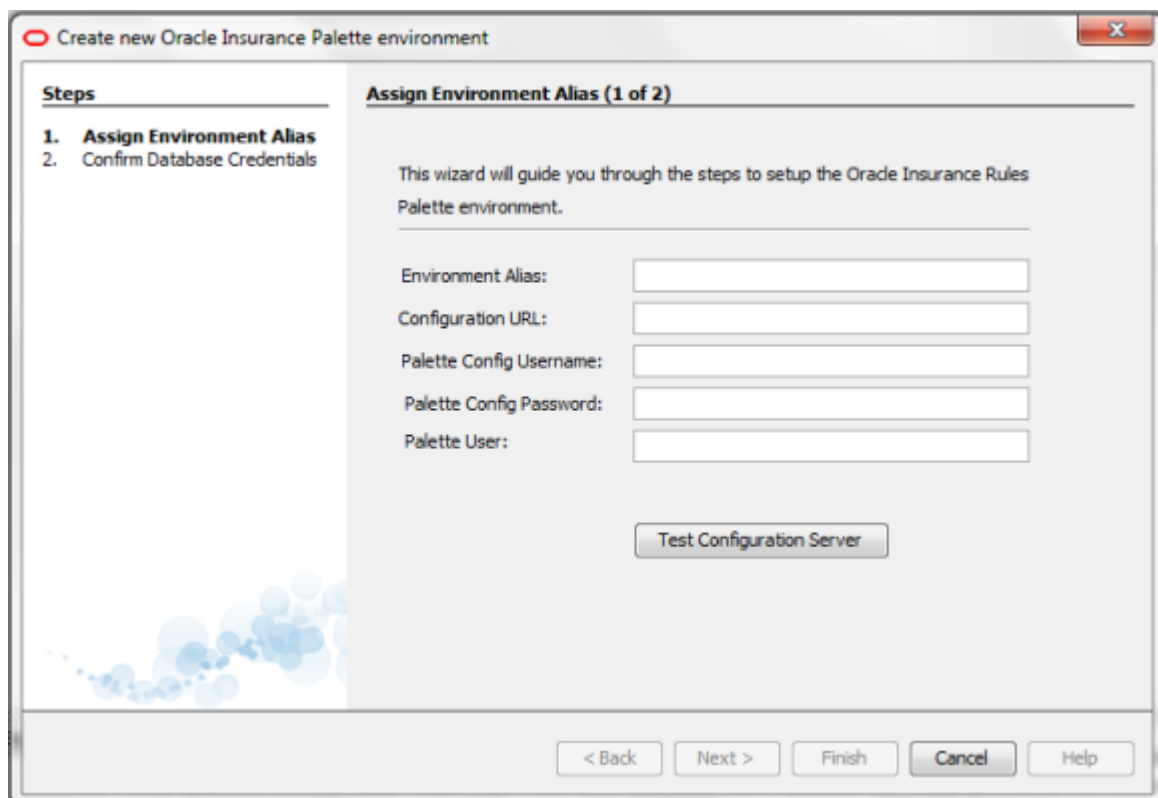 Create new Oracle Insurance Palette environment
Steps
1. Assign Environment Alias
2. Confirm Database Credentials
Assign Environment Alias (1 of 2)
This wizard will guide you through the steps to setup the Oracle Insurance Rules
Palette environment.
Environment Alias:
Configuration URL:
Palette Config Username:
Palette Config Password:
Palette User:
Test Configuration Server
< Back Next > Finish Cancel Help